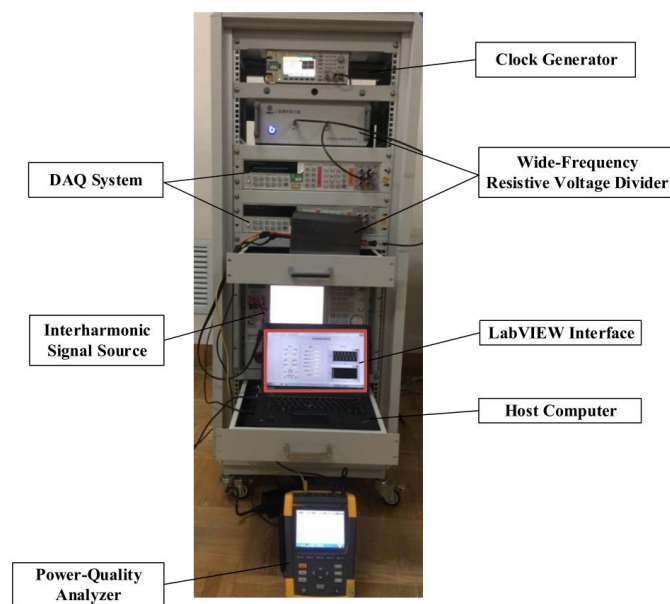 Clock Generator
DAQ System
Wide-Frequency
Resistive Voltage Divider
Interharmonic
Signal Source
LabVIEW Interface
Host Computer
Power-Quality
Analyzer